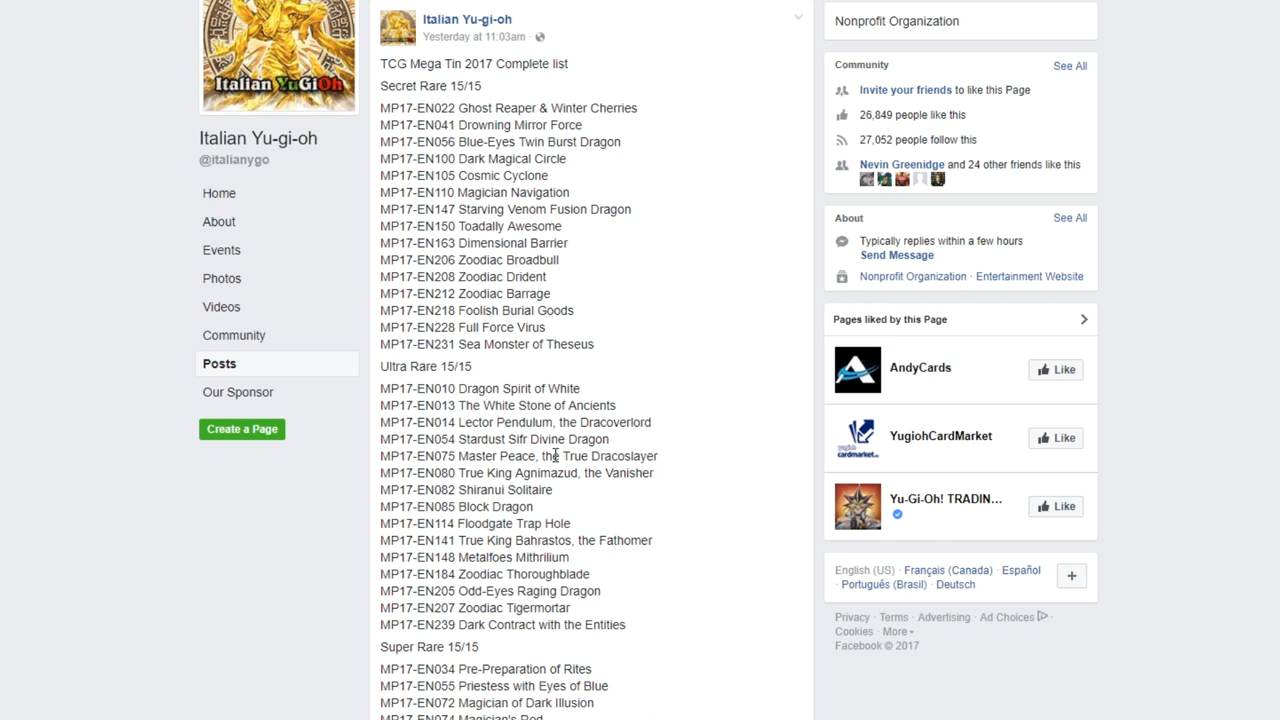 Italian YuGiOh
Italian Yu-gi-oh
@italianygo
Home
About
Events
Photos
Videos
Community
Posts
Our Sponsor
Create a Page
Italian Yu-gi-oh
Yesterday at 11:03am ·
TCG Mega Tin 2017 Complete list
Secret Rare 15/15
MP17-EN022 Ghost Reaper & Winter Cherries
MP17-EN041 Drowning Mirror Force
MP17-EN056 Blue-Eyes Twin Burst Dragon
MP17-EN100 Dark Magical Circle
MP17-EN105 Cosmic Cyclone
MP17-EN110 Magician Navigation
MP17-EN147 Starving Venom Fusion Dragon
MP17-EN150 Toadally Awesome
MP17-EN163 Dimensional Barrier
MP17-EN206 Zoodiac Broadbull
MP17-EN208 Zoodiac Drident
MP17-EN212 Zoodiac Barrage
MP17-EN218 Foolish Burial Goods
MP17-EN228 Full Force Virus
MP17-EN231 Sea Monster of Theseus
Ultra Rare 15/15
MP17-EN010 Dragon Spirit of White
MP17-EN013 The White Stone of Ancients
MP17-EN014 Lector Pendulum, the Dracoverlord
MP17-EN054 Stardust Sifr Divine Dragon
MP17-EN075 Master Peace, the True Dracoslayer
MP17-EN080 True King Agnimazud, the Vanisher
MP17-EN082 Shiranui Solitaire
MP17-EN085 Block Dragon
MP17-EN114 Floodgate Trap Hole
MP17-EN141 True King Bahrastos, the Fathomer
MP17-EN148 Metalfoes Mithrilium
MP17-EN184 Zoodiac Thoroughblade
MP17-EN205 Odd-Eyes Raging Dragon
MP17-EN207 Zoodiac Tigermortar
MP17-EN239 Dark Contract with the Entities
Super Rare 15/15
MP17-EN034 Pre-Preparation of Rites
MP17-EN055 Priestess with Eyes of Blue
MP17-EN072 Magician of Dark Illusion
MP17-EN074 Magician's Rod
Nonprofit Organization
Community See All
Invite your friends to like this Page
26,849 people like this
27,052 people follow this
Nevin Greenidge and 24 other friends like this
About See All
Typically replies within a few hours
Send Message
Nonprofit Organization · Entertainment Website
Pages liked by this Page
AndyCards Like
YugiohCardMarket Like
Yu-Gi-Oh! TRADIN... Like
English (US) · Français (Canada) · Español
· Português (Brasil) · Deutsch
Privacy · Terms · Advertising · Ad Choices ·
Cookies · More
Facebook © 2017